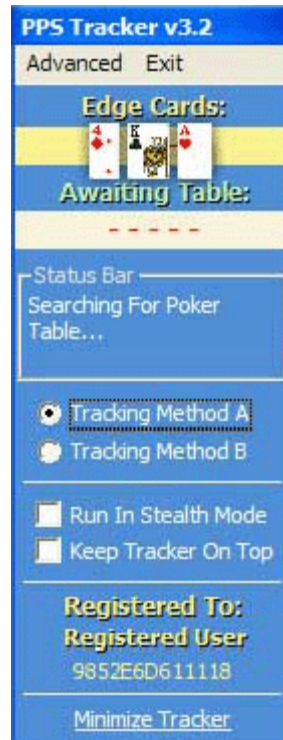 PPS Tracker v3.2
Advanced Exit
Edge Cards:
4 K A
Awaiting Table:
- - - - -
Status Bar
Searching For Poker
Table...
Tracking Method A
Tracking Method B
Run In Stealth Mode
Keep Tracker On Top
Registered To:
Registered User
9852E6D611118
Minimize Tracker